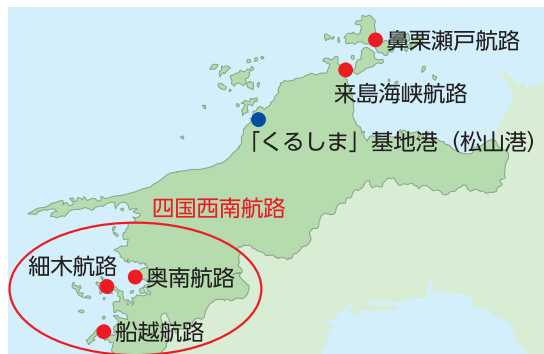 鼻栗瀬戸航路
来島海峡航路
「くるしま」基地港（松山港）
四国西南航路
細木航路
奥南航路
船越航路